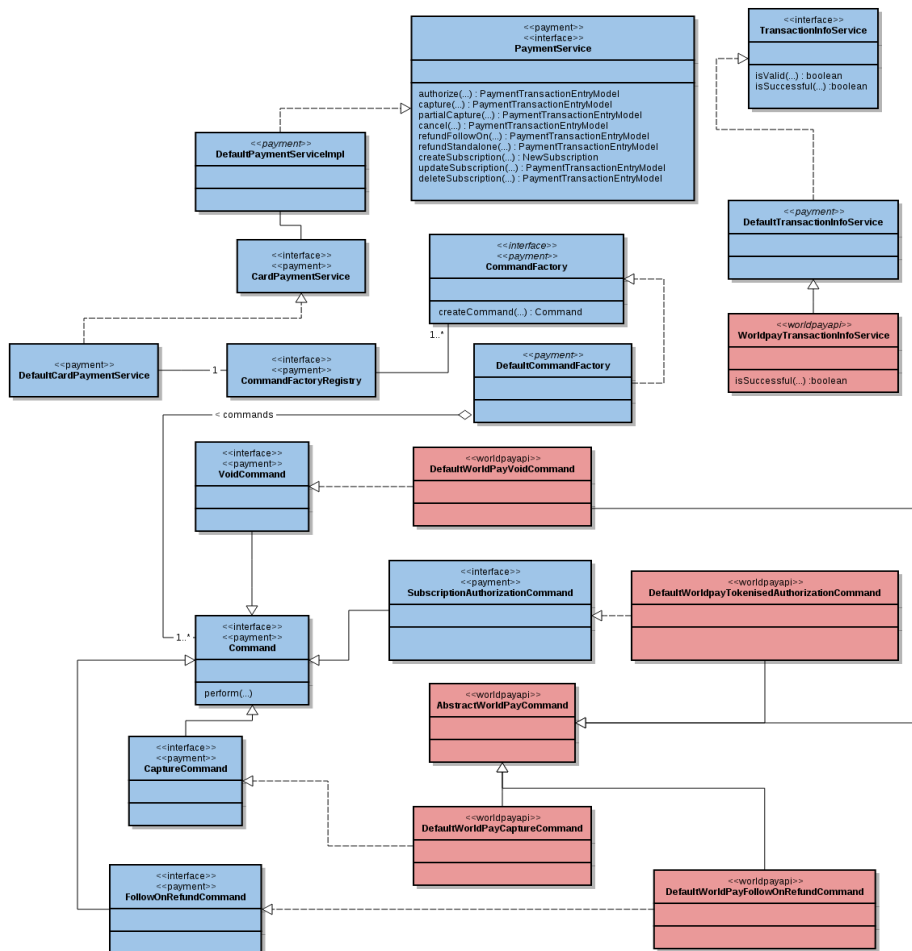 <<payment>>
<<interface>>
PaymentService
authorize(...) : PaymentTransactionEntryModel
capture(...) : PaymentTransactionEntryModel
partialCapture(...) : PaymentTransactionEntryModel
cancel(...) : PaymentTransactionEntryModel
refundFollowOn(...) : PaymentTransactionEntryModel
refundStandalone(...) : PaymentTransactionEntryModel
createSubscription(...) : NewSubscription
updateSubscription(...) : PaymentTransactionEntryModel
deleteSubscription(...) : PaymentTransactionEntryModel
<<interface>>
TransactionInfoService
isValid(...) : boolean
isSuccessful(...) :boolean
<<payment>>
DefaultPaymentServiceImpl
<<payment>>
DefaultTransactionInfoService
<<interface>>
<<payment>>
CardPaymentService
<<interface>>
<<payment>>
CommandFactory
createCommand(...) : Command
1..*
<<worldpayapi>>
WorldpayTransactionInfoService
isSuccessful(...) :boolean
<<payment>>
DefaultCardPaymentService
1
<<interface>>
<<payment>>
CommandFactoryRegistry
<<payment>>
DefaultCommandFactory
< commands
<<interface>>
<<payment>>
VoidCommand
<<worldpayapi>>
DefaultWorldPayVoidCommand
<<interface>>
<<payment>>
SubscriptionAuthorizationCommand
<<worldpayapi>>
DefaultWorldpayTokenisedAuthorizationCommand
1..*
<<interface>>
<<payment>>
Command
perform(...)
<<worldpayapi>>
AbstractWorldPayCommand
<<interface>>
<<payment>>
CaptureCommand
<<worldpayapi>>
DefaultWorldPayCaptureCommand
<<interface>>
<<payment>>
FollowOnRefundCommand
<<worldpayapi>>
DefaultWorldPayFollowOnRefundCommand